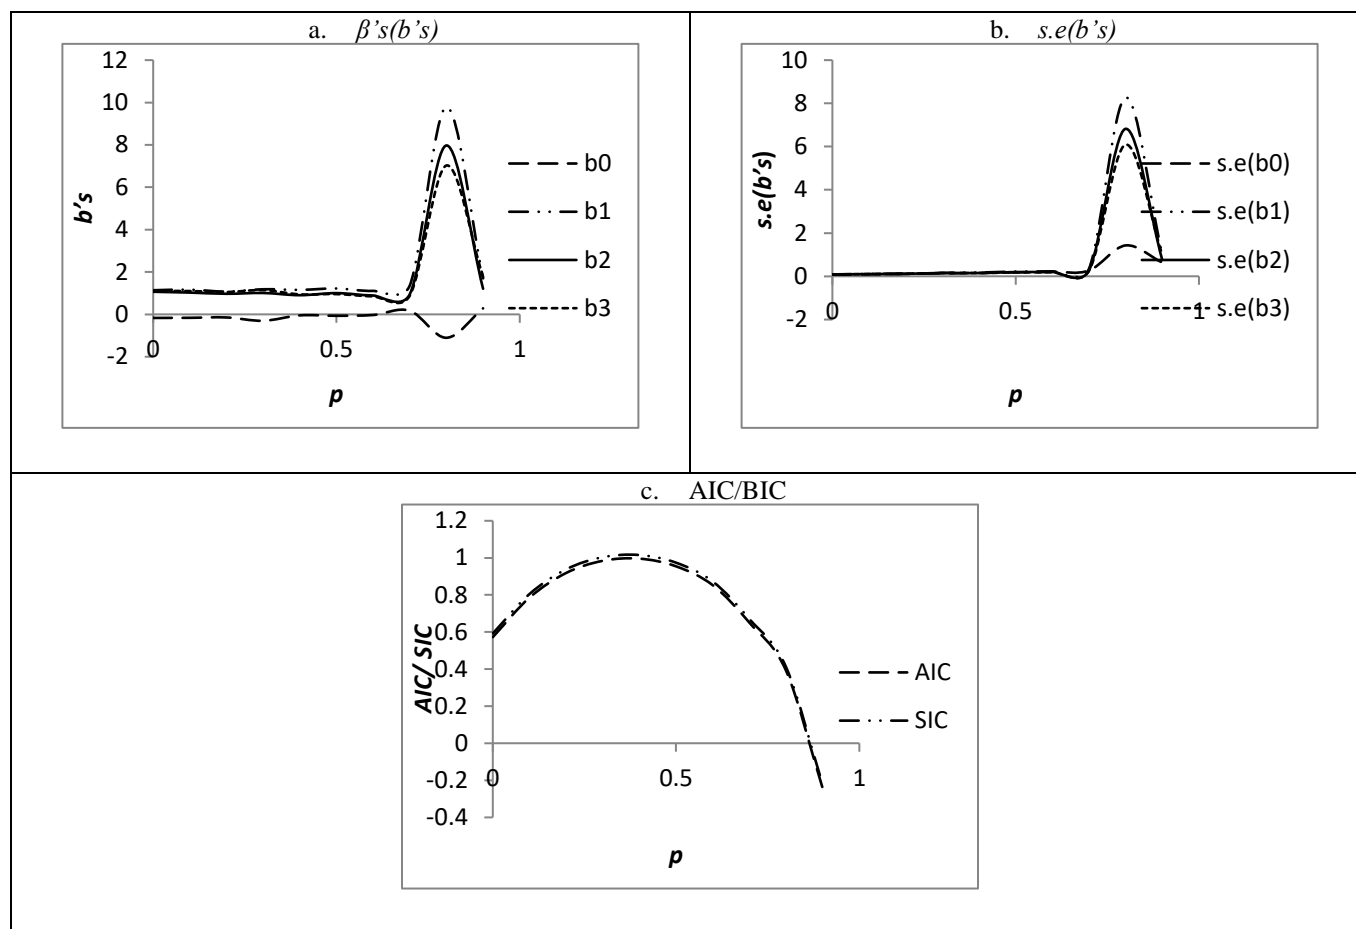 a. β’s(b’s)
12
10
8
6
4
2
0
-2
0
0.5
1
b’s
p
b0
b1
b2
b3
b. s.e(b’s)
10
8
6
4
2
0
-2
0
0.5
1
s.e(b’s)
p
s.e(b0)
s.e(b1)
s.e(b2)
s.e(b3)
c. AIC/BIC
1.2
1
0.8
0.6
0.4
0.2
0
-0.2
-0.4
0
0.5
1
AIC/ SIC
p
AIC
SIC